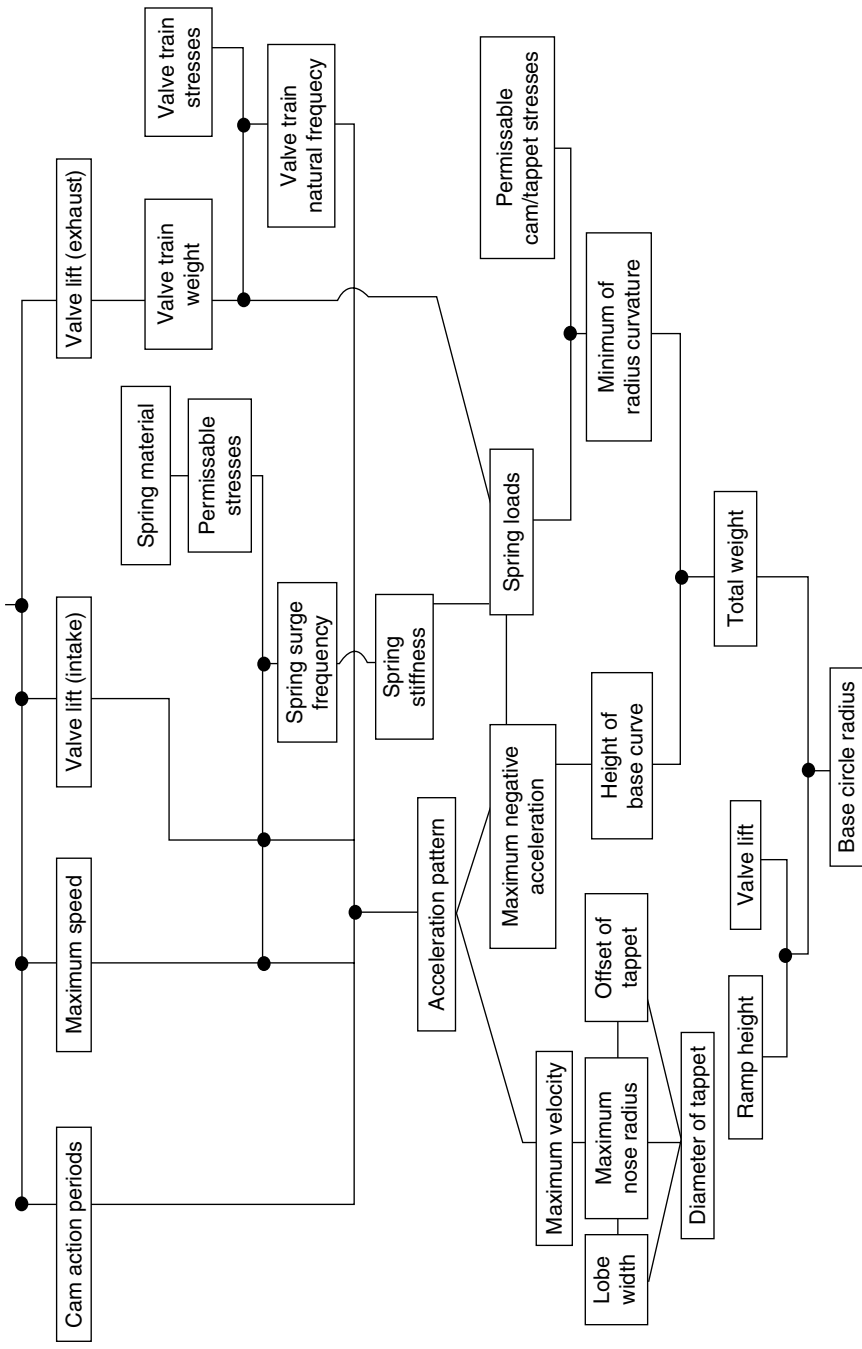 Cam action periods
Maximum speed
Valve lift (intake)
Valve lift (exhaust)
Spring material
Permissable
stresses
Valve train
weight
Valve train
stresses
Valve train
natural frequecy
Spring surge
frequency
Spring
stiffness
Acceleration pattern
Maximum negative
acceleration
Spring loads
Permissable
cam/tappet stresses
Maximum velocity
Lobe
width
Maximum
nose radius
Offset of
tappet
Height of
base curve
Minimum of
radius curvature
Diameter of tappet
Ramp height
Valve lift
Total weight
Base circle radius